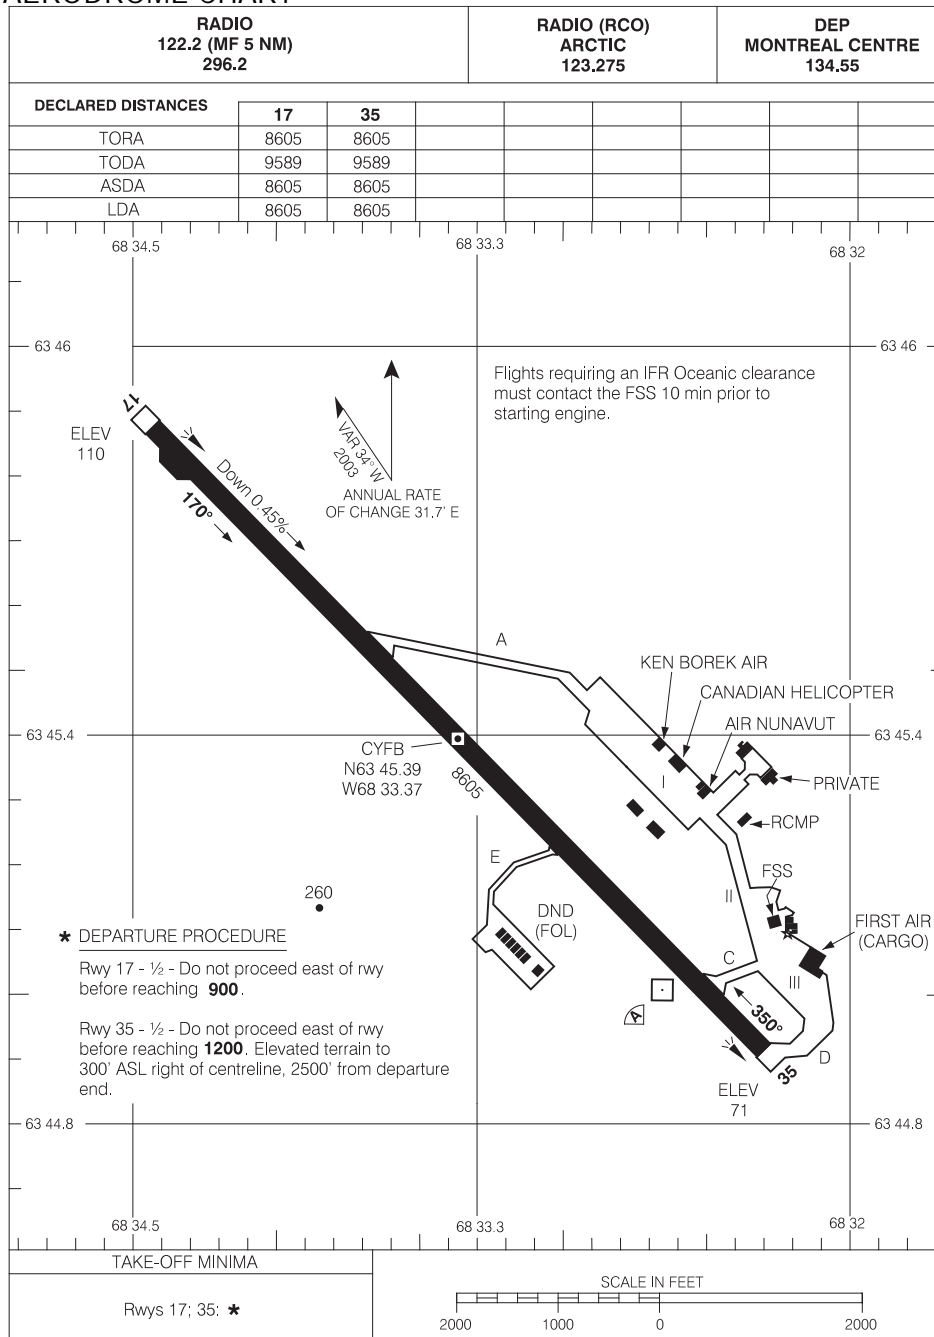 AERODROME CHART
RADIO
122.2 (MF 5 NM)
296.2
RADIO (RCO)
ARCTIC
123.275
DEP
MONTREAL CENTRE
134.55
DECLARED DISTANCES 17 35
TORA 8605 8605
TODA 9589 9589
ASDA 8605 8605
LDA 8605 8605
68 34.5 68 33.3 68 32
63 46 63 46
Flights requiring an IFR Oceanic clearance
must contact the FSS 10 min prior to
starting engine.
17
ELEV
110
VAR 34° W
2003
ANNUAL RATE
OF CHANGE 31.7' E
Down 0.45%
170°
A
KEN BOREK AIR
CANADIAN HELICOPTER
AIR NUNAVUT
63 45.4 63 45.4
CYFB
N63 45.39
W68 33.37
8605
I
PRIVATE
RCMP
E
FSS
260
DND
(FOL)
II
FIRST AIR
(CARGO)
* DEPARTURE PROCEDURE
C
III
Rwy 17 - ½ - Do not proceed east of rwy
before reaching 900.
A
350°
Rwy 35 - ½ - Do not proceed east of rwy
before reaching 1200. Elevated terrain to
300' ASL right of centreline, 2500' from departure
end.
D
35
ELEV
71
63 44.8 63 44.8
68 34.5 68 33.3 68 32
TAKE-OFF MINIMA
Rwys 17; 35: *
SCALE IN FEET
2000 1000 0 2000